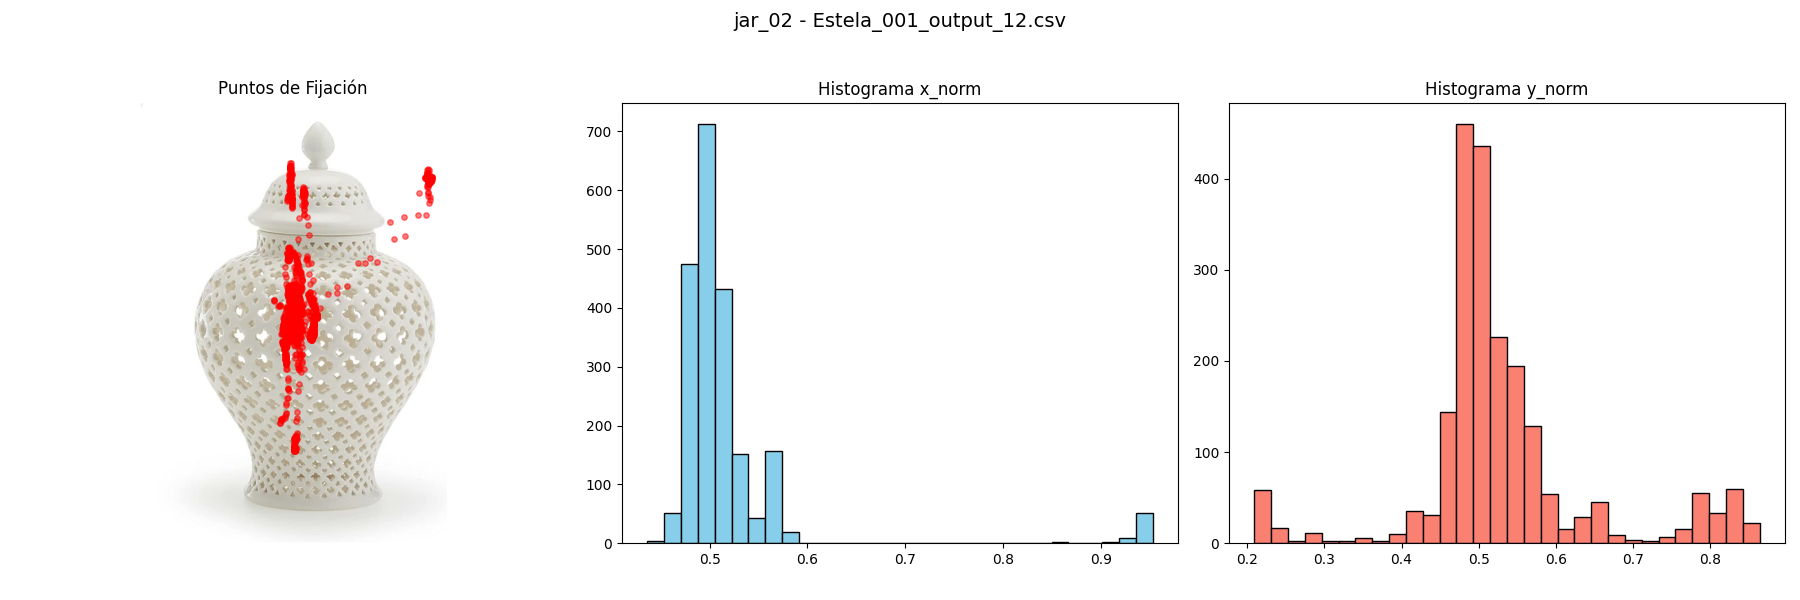 jar_02 - Estela_001_output_12.csv
Puntos de Fijación
Histograma x_norm
700
600
500
400
300
200
100
0
0.5 0.6 0.7 0.8 0.9
Histograma y_norm
400
300
200
100
0
0.2 0.3 0.4 0.5 0.6 0.7 0.8